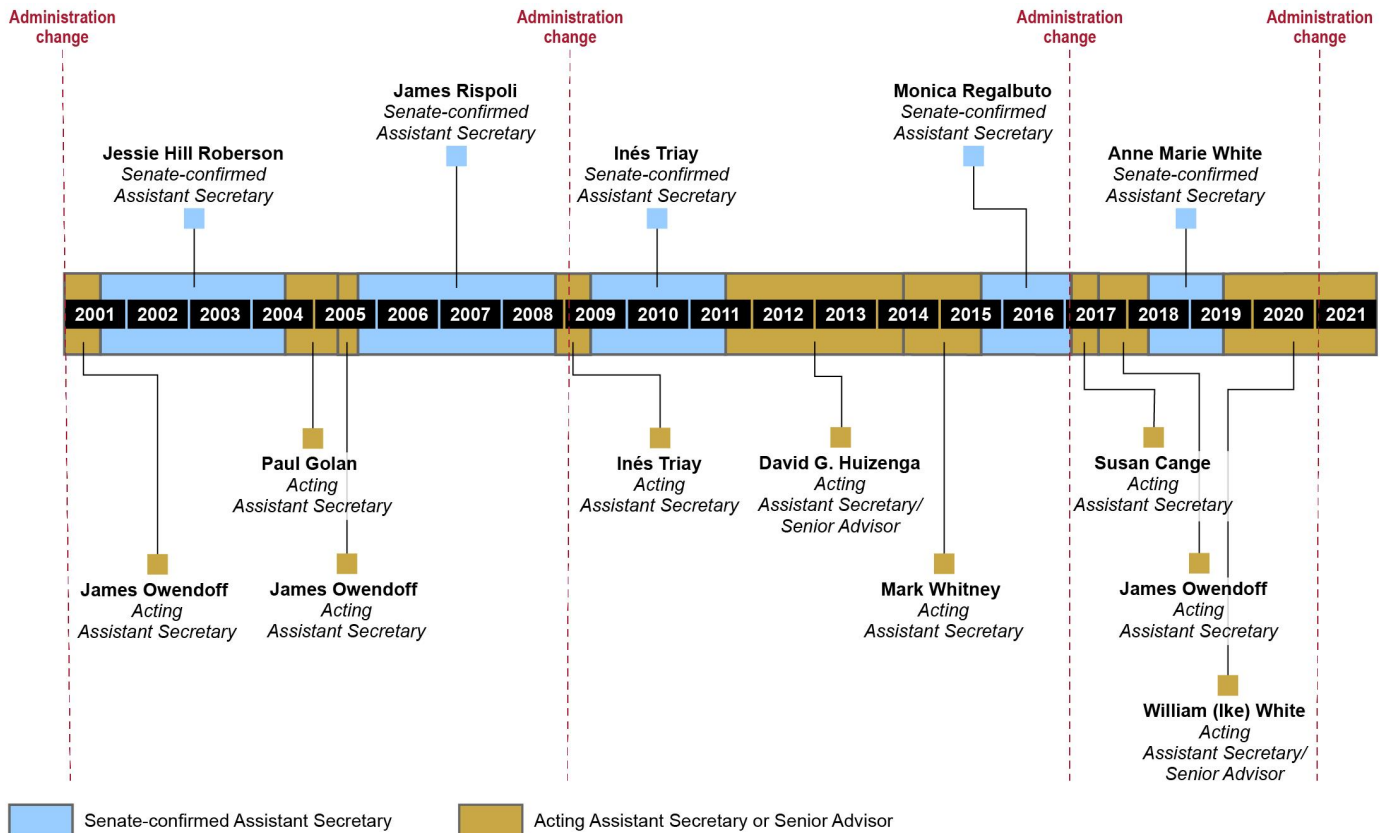 Administration
change
Administration
change
Administration
change
Administration
change
James Rispoli
Senate-confirmed
Assistant Secretary
Monica Regalbuto
Senate-confirmed
Assistant Secretary
Jessie Hill Roberson
Senate-confirmed
Assistant Secretary
Inés Triay
Senate-confirmed
Assistant Secretary
Anne Marie White
Senate-confirmed
Assistant Secretary
2001 2002 2003 2004 2005 2006 2007 2008 2009 2010 2011 2012 2013 2014 2015 2016 2017 2018 2019 2020 2021
Paul Golan
Acting
Assistant Secretary
Inés Triay
Acting
Assistant Secretary
David G. Huizenga
Acting
Assistant Secretary/
Senior Advisor
Susan Cange
Acting
Assistant Secretary
James Owendoff
Acting
Assistant Secretary
James Owendoff
Acting
Assistant Secretary
Mark Whitney
Acting
Assistant Secretary
James Owendoff
Acting
Assistant Secretary
William (Ike) White
Acting
Assistant Secretary/
Senior Advisor
Senate-confirmed Assistant Secretary
Acting Assistant Secretary or Senior Advisor